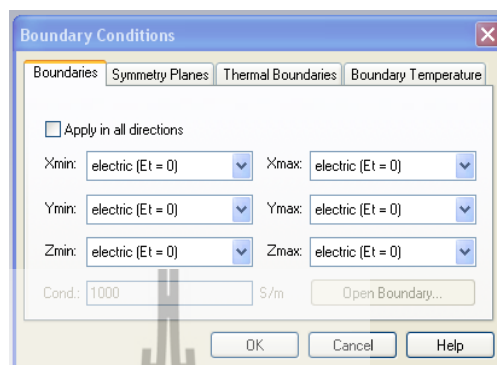 Boundary Conditions
Boundaries Symmetry Planes Thermal Boundaries Boundary Temperature
Apply in all directions
Xmin: electric (Et = 0) Xmax: electric (Et = 0)
Ymin: electric (Et = 0) Ymax: electric (Et = 0)
Zmin: electric (Et = 0) Zmax: electric (Et = 0)
Cond.: 1000 S/m Open Boundary...
OK Cancel Help